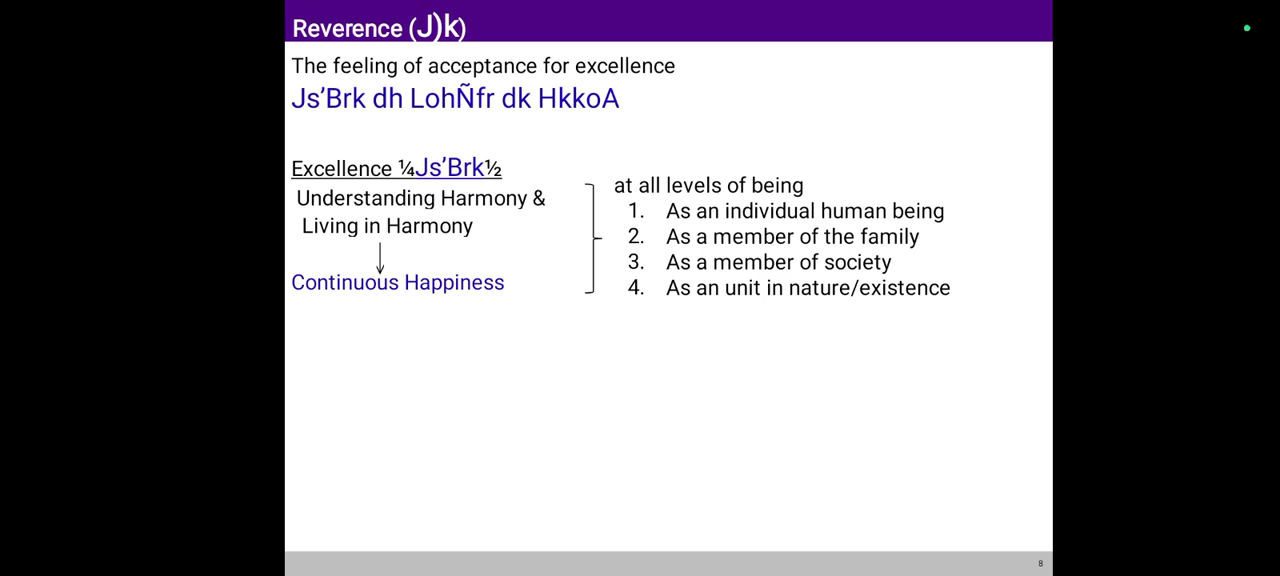 Reverence (J)k)
The feeling of acceptance for excellence
Js’Brk dh LohÑfr dk HkkoA
Excellence ¼Js’Brk½
Understanding Harmony &
Living in Harmony
Continuous Happiness
at all levels of being
1. As an individual human being
2. As a member of the family
3. As a member of society
4. As an unit in nature/existence
8